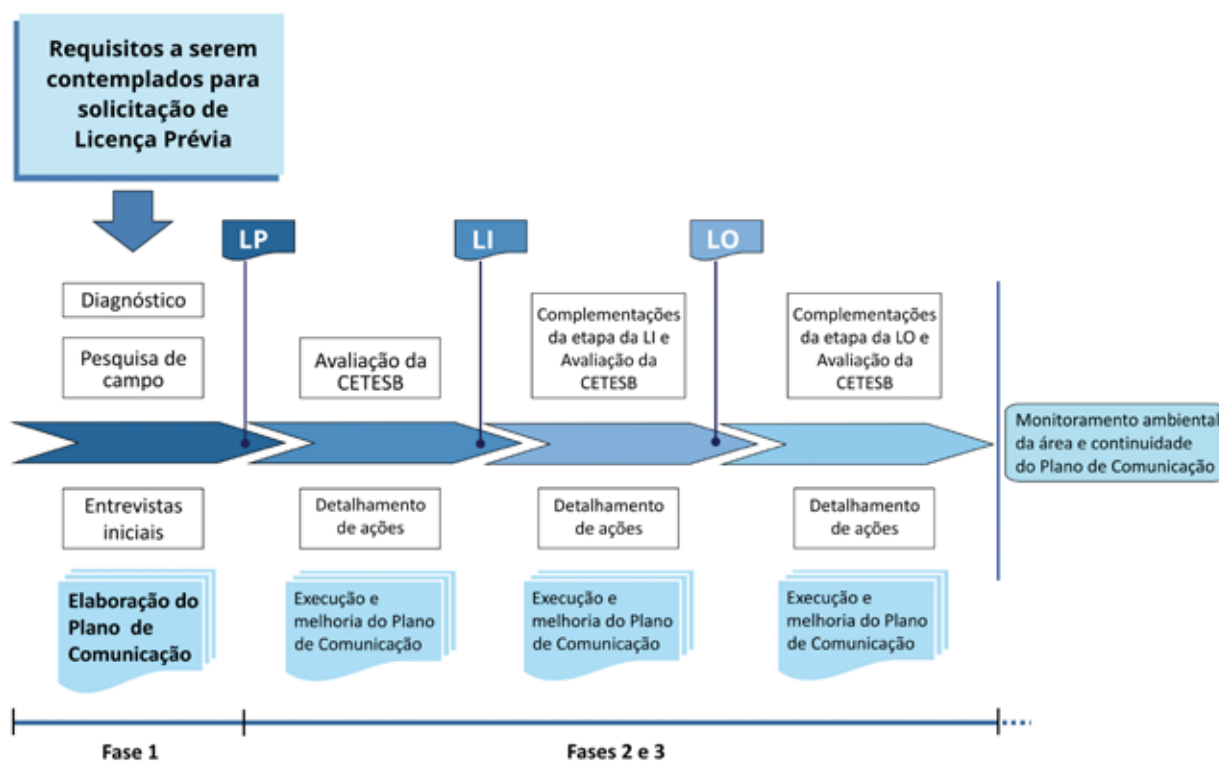 Requisitos a serem
contemplados para
solicitação de
Licença Prévia
LP
LI
LO
Diagnóstico
Pesquisa de
campo
Avaliação da
CETESB
Complementações
da etapa da LI e
Avaliação da
CETESB
Complementações
da etapa da LO e
Avaliação da
CETESB
Monitoramento ambiental
da área e continuidade
do Plano de Comunicação
Entrevistas
iniciais
Detalhamento
de ações
Detalhamento
de ações
Detalhamento
de ações
Elaboração do
Plano de
Comunicação
Execução e
melhoria do Plano
de Comunicação
Execução e
melhoria do Plano
de Comunicação
Execução e
melhoria do Plano
de Comunicação
Fase 1
Fases 2 e 3